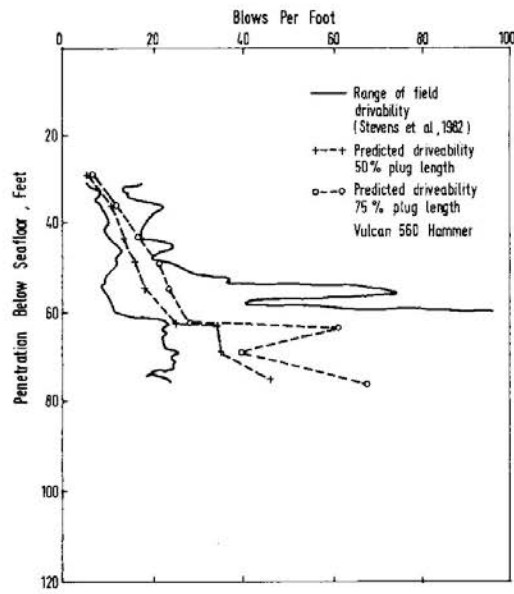 Blows Per Foot
0 20 40 60 80 100
Penetration Below Seafloor, Feet
20
40
60
80
100
120
Range of field
drivability
(Stevens et al, 1982)
Predicted driveability
50% plug length
Predicted driveability
75% plug length
Vulcan 560 Hammer